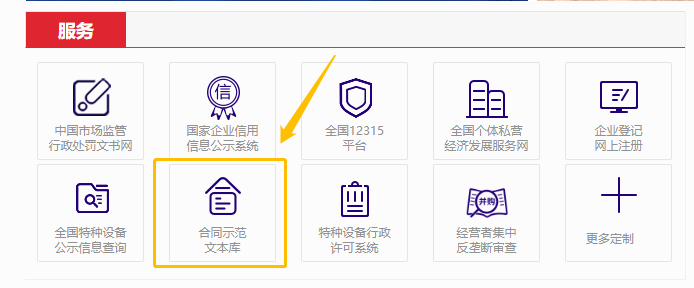 服务
信
中国市场监管
行政处罚文书网
国家企业信用
信息公示系统
全国12315
平台
全国个体私营
经济发展服务网
企业登记
网上注册
全国特种设备
公示信息查询
合同示范
文本库
特种设备行政
许可系统
并购
经营者集中
反垄断审查
更多定制